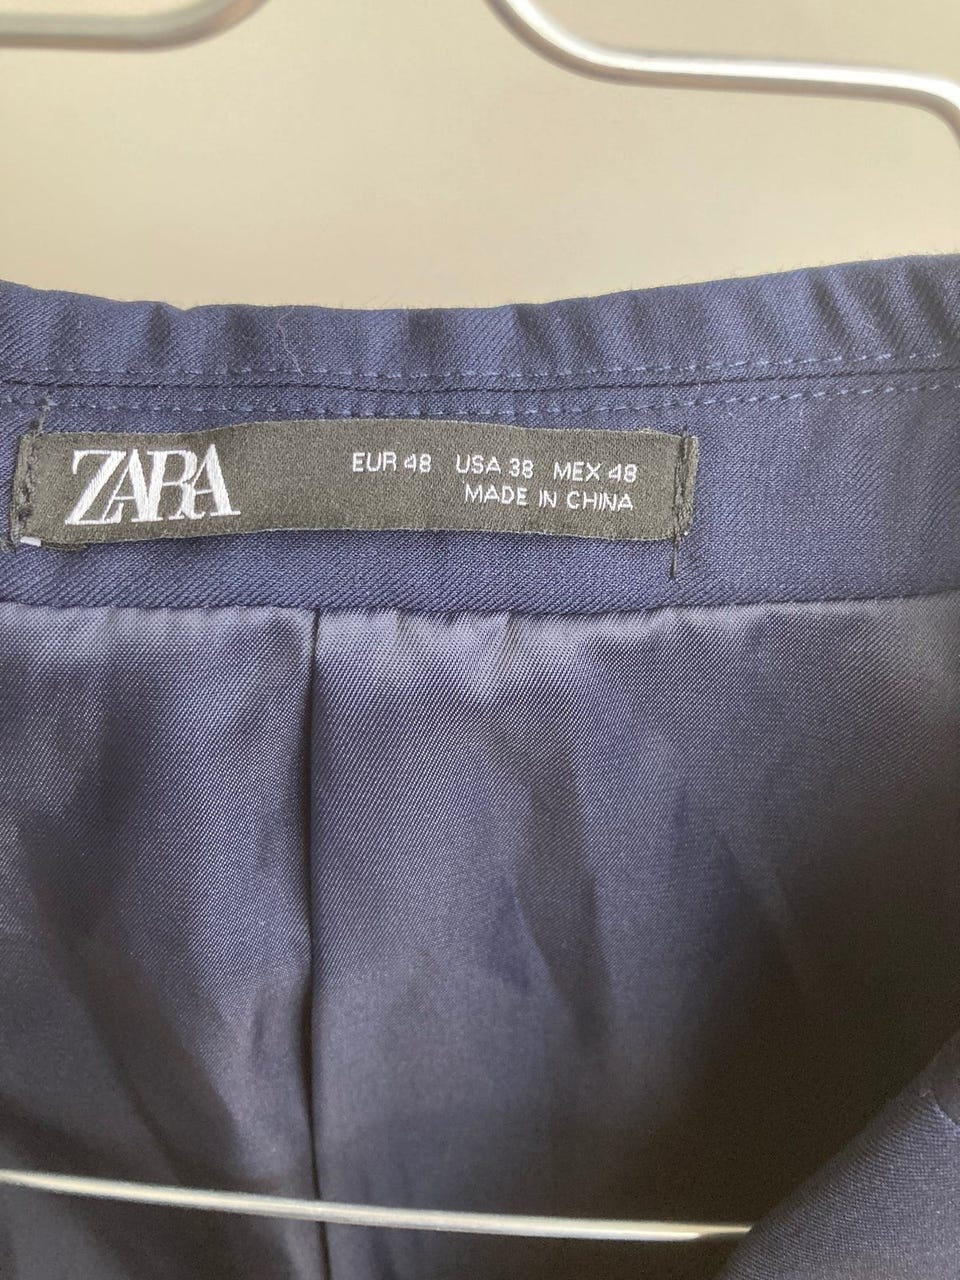 ZARA
EUR 48 USA 38 MEX 48
MADE IN CHINA